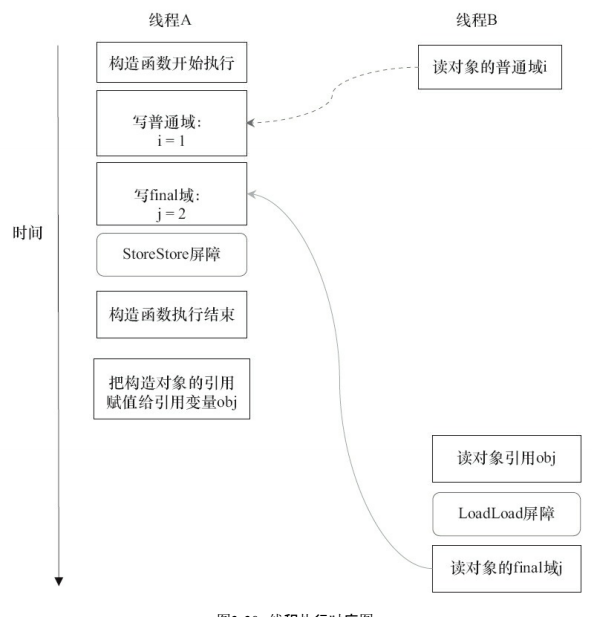 线程A
线程B
构造函数开始执行
读对象的普通域i
写普通域:
i = 1
写final域:
j = 2
时间
StoreStore屏障
构造函数执行结束
把构造对象的引用
赋值给引用变量obj
读对象引用obj
LoadLoad屏障
读对象的final域j